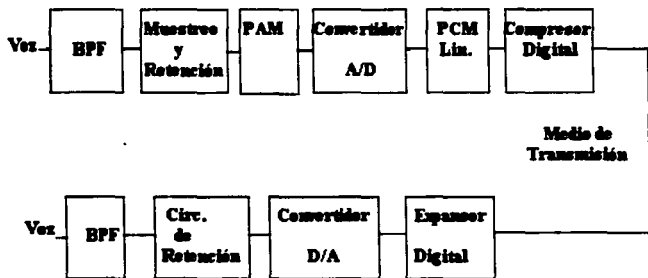 Voz
BPF
Muestreo
y
Retención
PAM
Convertidor
A/D
PCM
Lin.
Compresor
Digital
Medio de
Transmisión
Voz
BPF
Circ.
de
Retención
Convertidor
D/A
Expansor
Digital